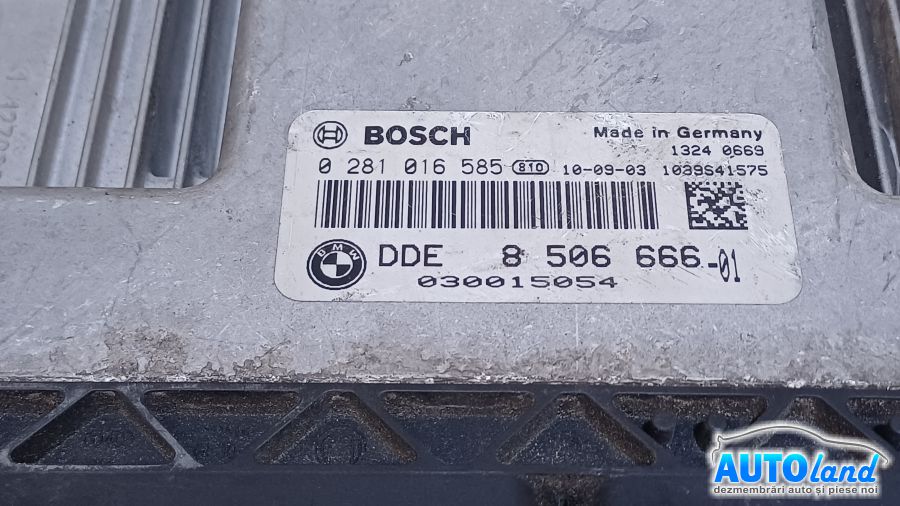 BOSCH
Made in Germany
1324 0669
0 281 016 585 810 10-09-03 1039S41575
BMW DDE 8 506 666-01
030015054
AUTOland
dezmembrări auto și piese noi